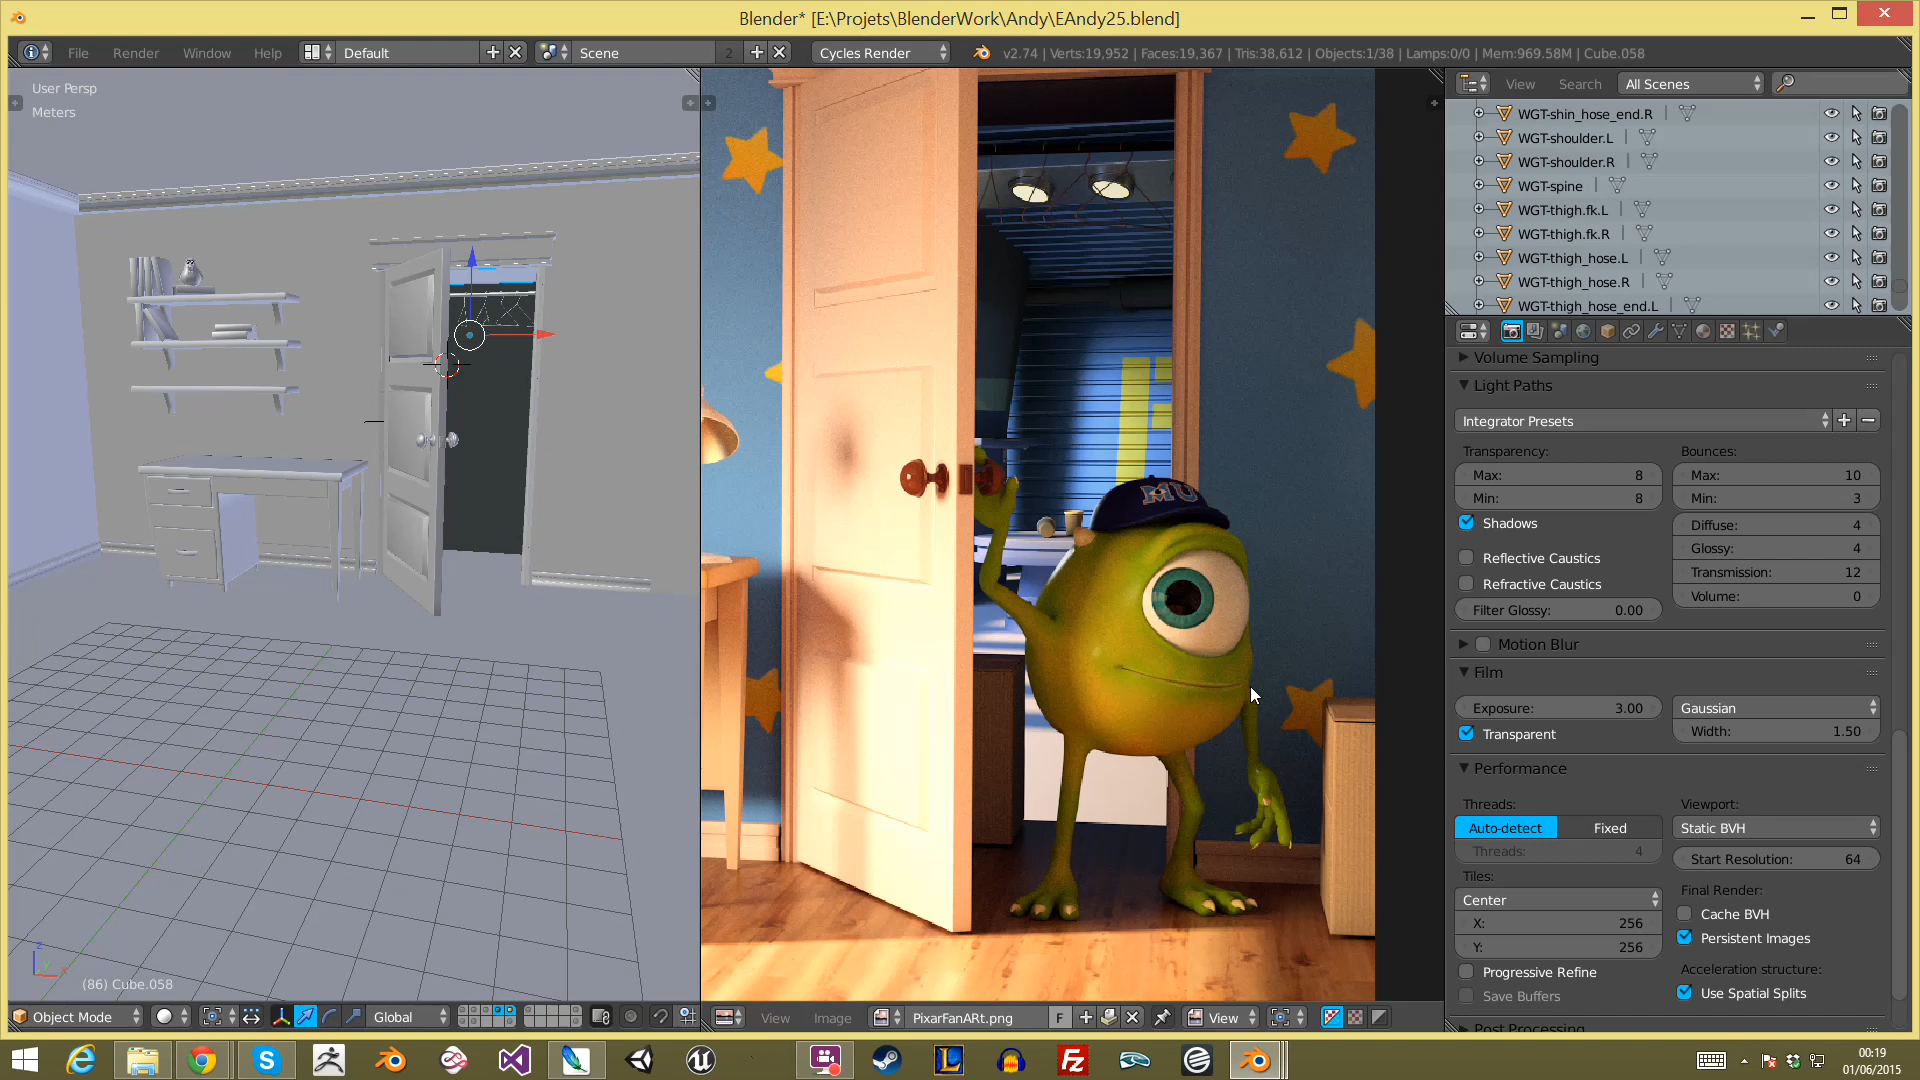 Blender* [E:\Projets\BlenderWork\Andy\EAndy25.blend]
File Render Window Help Default Scene 2 Cycles Render v2.74 | Verts:19,952 | Faces:19,367 | Tris:38,612 | Objects:1/38 | Lamps:0/0 | Mem:969.58M | Cube.058
User Persp
Meters
(86) Cube.058
Object Mode Global
MU
View Image PixarFanARt.png F View
View Search All Scenes
WGT-shin_hose_end.R
WGT-shoulder.L
WGT-shoulder.R
WGT-spine
WGT-thigh.fk.L
WGT-thigh.fk.R
WGT-thigh_hose.L
WGT-thigh_hose.R
WGT-thigh_hose_end.L
Volume Sampling
Light Paths
Integrator Presets
Transparency: Bounces:
Max: 8 Max: 10
Min: 8 Min: 3
Shadows Diffuse: 4
Glossy: 4
Reflective Caustics
Transmission: 12
Refractive Caustics
Volume: 0
Filter Glossy: 0.00
Motion Blur
Film
Exposure: 3.00 Gaussian
Transparent Width: 1.50
Performance
Threads: Viewport:
Auto-detect Fixed Static BVH
Threads: 4 Start Resolution: 64
Tiles: Final Render:
Center Cache BVH
X: 256 Persistent Images
Y: 256
Progressive Refine Acceleration structure:
Save Buffers Use Spatial Splits
Post Processing
00:19
01/06/2015